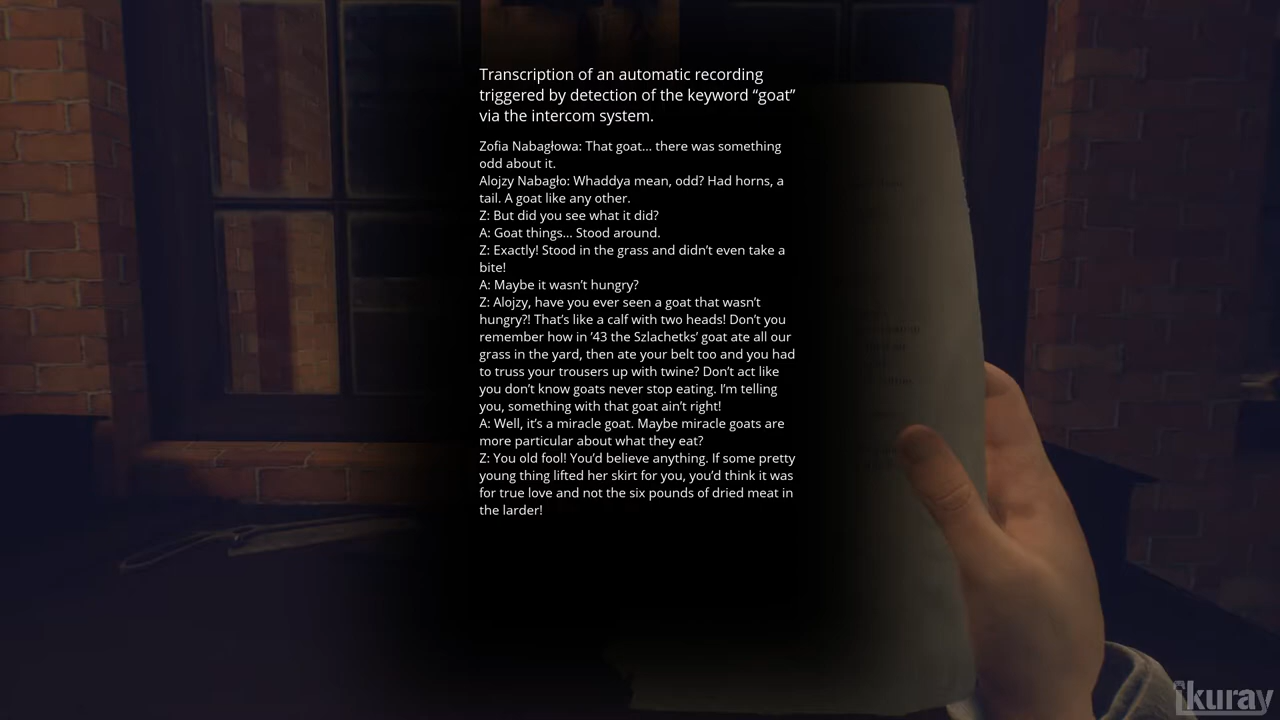 Transcription of an automatic recording
triggered by detection of the keyword “goat”
via the intercom system.
Zofia Nabagłowa: That goat... there was something
odd about it.
Alojzy Nabagło: Whaddya mean, odd? Had horns, a
tail. A goat like any other.
Z: But did you see what it did?
A: Goat things... Stood around.
Z: Exactly! Stood in the grass and didn’t even take a
bite!
A: Maybe it wasn’t hungry?
Z: Alojzy, have you ever seen a goat that wasn’t
hungry?! That’s like a calf with two heads! Don’t you
remember how in ’43 the Szlachetks’ goat ate all our
grass in the yard, then ate your belt too and you had
to truss your trousers up with twine? Don’t act like
you don’t know goats never stop eating. I’m telling
you, something with that goat ain’t right!
A: Well, it’s a miracle goat. Maybe miracle goats are
more particular about what they eat?
Z: You old fool! You’d believe anything. If some pretty
young thing lifted her skirt for you, you’d think it was
for true love and not the six pounds of dried meat in
the larder!
ikuray